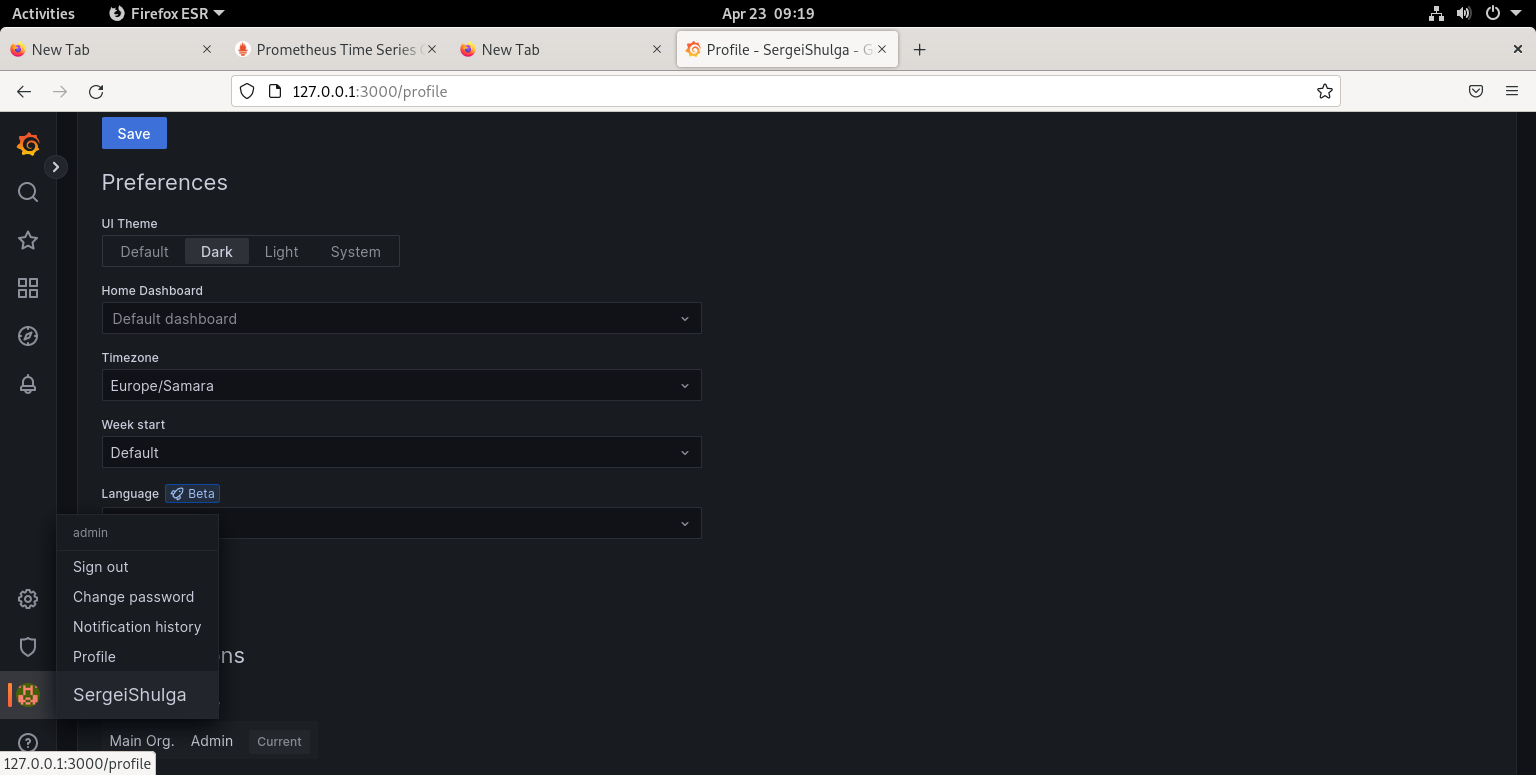 Activities Firefox ESR Apr 23 09:19
New Tab Prometheus Time Series New Tab Profile - SergeiShulga - G
127.0.0.1:3000/profile
Save
Preferences
UI Theme
Default Dark Light System
Home Dashboard
Default dashboard
Timezone
Europe/Samara
Week start
Default
Language Beta
admin
Sign out
Change password
Notification history
Profile
ns
SergeiShulga
Main Org. Admin Current
127.0.0.1:3000/profile